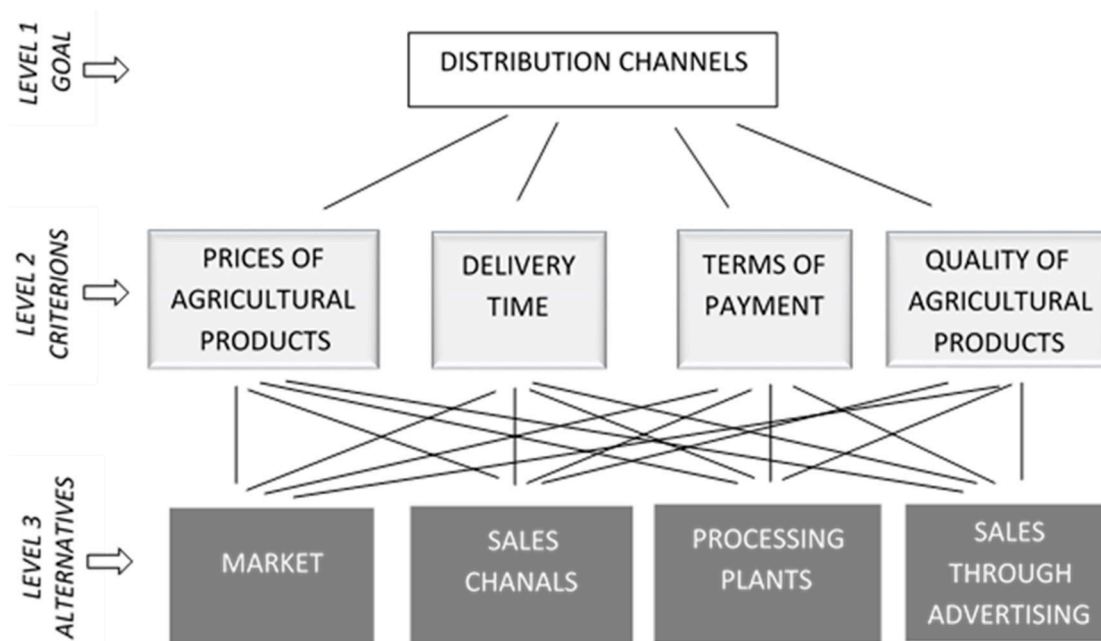 LEVEL 1
GOAL
DISTRIBUTION CHANNELS
LEVEL 2
CRITERIONS
PRICES OF
AGRICULTURAL
PRODUCTS
DELIVERY
TIME
TERMS OF
PAYMENT
QUALITY OF
AGRICULTURAL
PRODUCTS
LEVEL 3
ALTERNATIVES
MARKET
SALES
CHANALS
PROCESSING
PLANTS
SALES
THROUGH
ADVERTISING